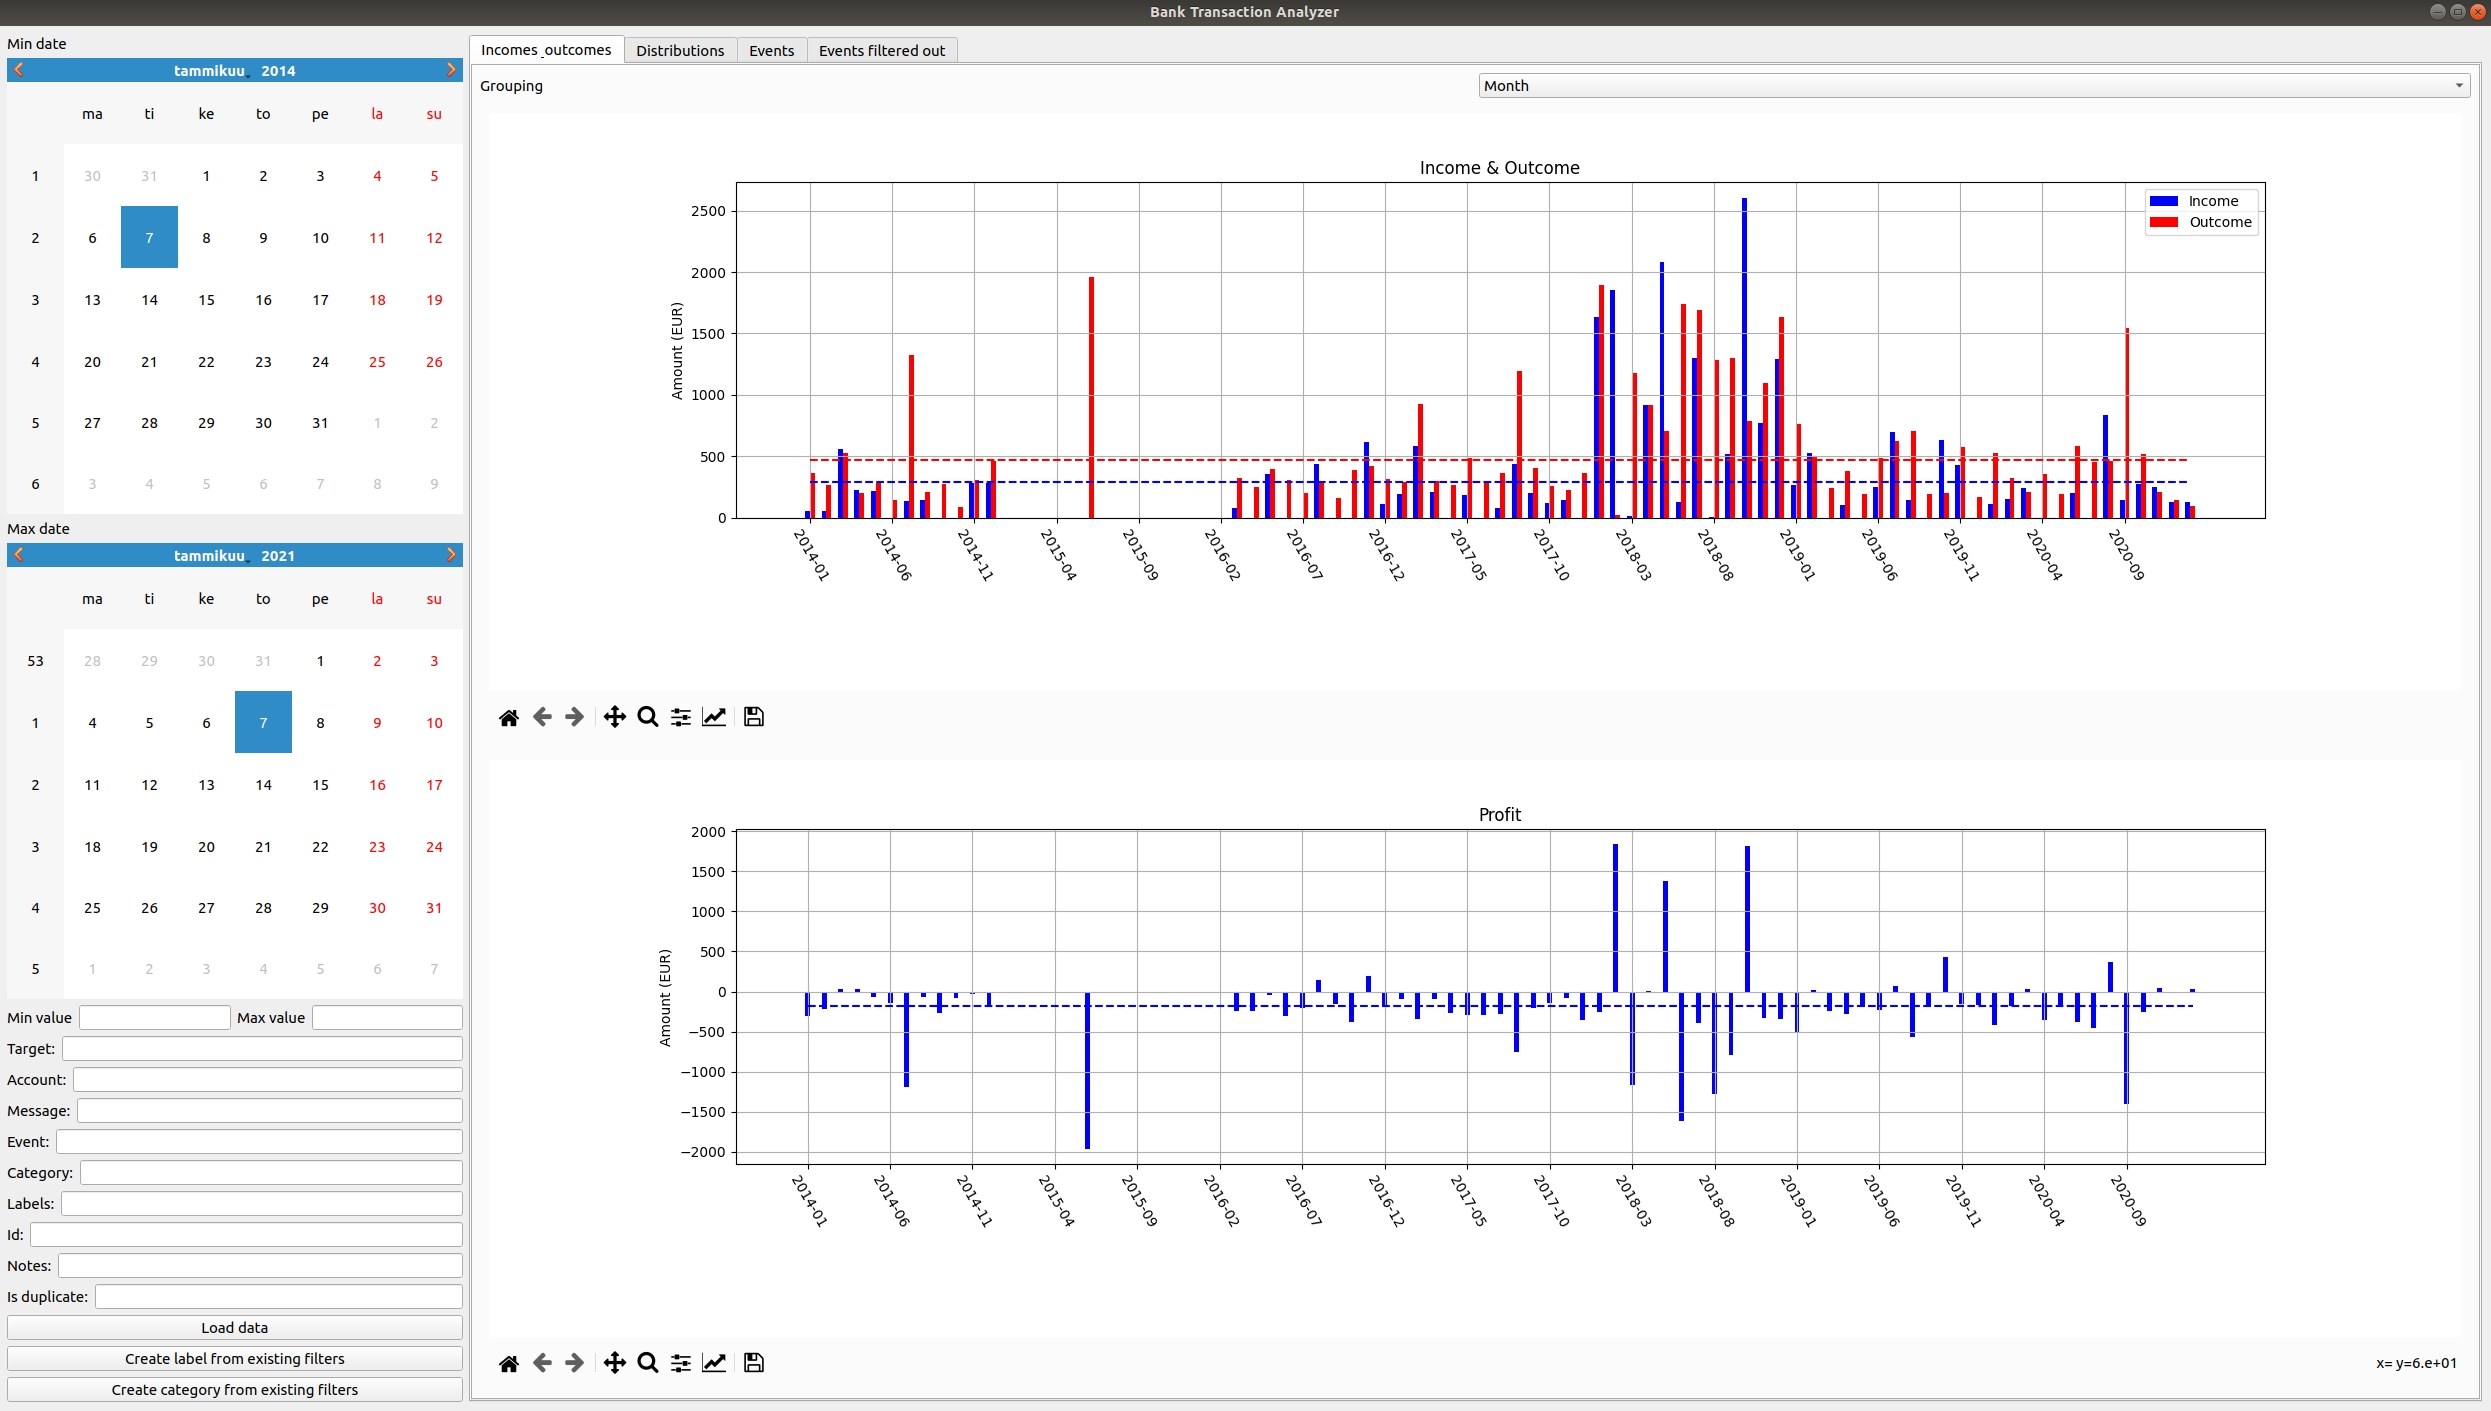 Bank Transaction Analyzer
Min date
tammikuu, 2014
ma ti ke to pe la su
1 30 31 1 2 3 4 5
2 6 7 8 9 10 11 12
3 13 14 15 16 17 18 19
4 20 21 22 23 24 25 26
5 27 28 29 30 31 1 2
6 3 4 5 6 7 8 9
Max date
tammikuu, 2021
ma ti ke to pe la su
53 28 29 30 31 1 2 3
1 4 5 6 7 8 9 10
2 11 12 13 14 15 16 17
3 18 19 20 21 22 23 24
4 25 26 27 28 29 30 31
5 1 2 3 4 5 6 7
Min value Max value
Target:
Account:
Message:
Event:
Category:
Labels:
Id:
Notes:
Is duplicate:
Load data
Create label from existing filters
Create category from existing filters
Incomes_outcomes Distributions Events Events filtered out
Grouping Month
Income & Outcome
Income
Outcome
Amount (EUR)
2500
2000
1500
1000
500
0
2014-01 2014-06 2014-11 2015-04 2015-09 2016-02 2016-07 2016-12 2017-05 2017-10 2018-03 2018-08 2019-01 2019-06 2019-11 2020-04 2020-09
Profit
Amount (EUR)
2000
1500
1000
500
0
−500
−1000
−1500
−2000
2014-01 2014-06 2014-11 2015-04 2015-09 2016-02 2016-07 2016-12 2017-05 2017-10 2018-03 2018-08 2019-01 2019-06 2019-11 2020-04 2020-09
x= y=6.e+01